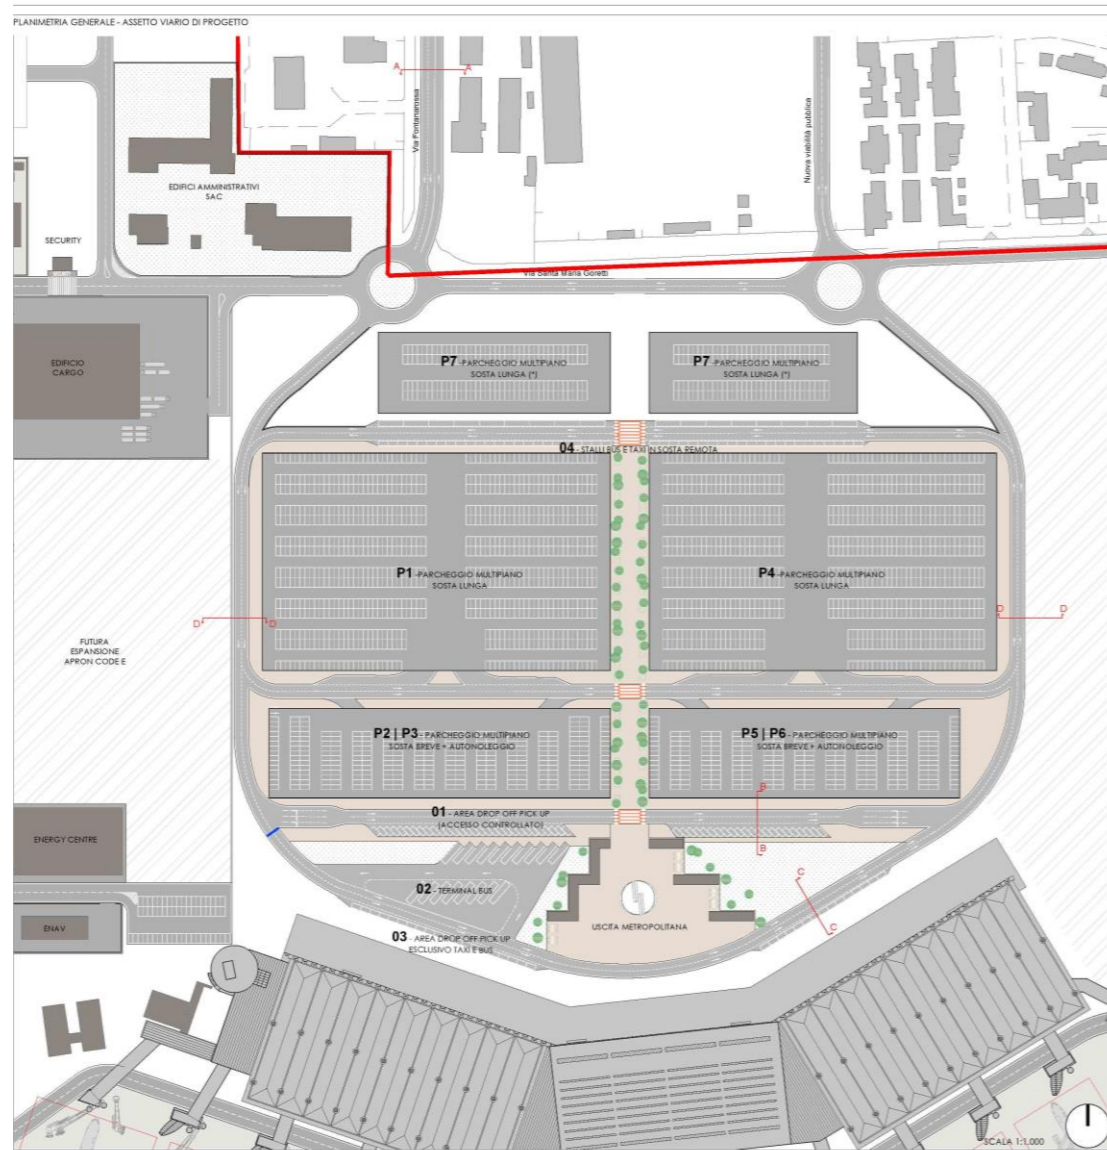 PLANIMETRIA GENERALE - ASSETTO VIARIO DI PROGETTO
A
A
Via Fontanarossa
Nuova viabilità pubblica
EDIFICI AMMINISTRATIVI
SAC
SECURITY
Via Santa Maria Goretti
EDIFICIO
CARGO
P7 -PARCHEGGIO MULTIPIANO
SOSTA LUNGA (*)
P7 -PARCHEGGIO MULTIPIANO
SOSTA LUNGA (*)
04 - STALLI BUS E TAXI IN SOSTA REMOTA
P1 -PARCHEGGIO MULTIPIANO
SOSTA LUNGA
P4 -PARCHEGGIO MULTIPIANO
SOSTA LUNGA
D
D
D
D
FUTURA
ESPANSIONE
APRON CODE E
P2 | P3 - PARCHEGGIO MULTIPIANO
SOSTA BREVE + AUTONOLEGGIO
P5 | P6 - PARCHEGGIO MULTIPIANO
SOSTA BREVE + AUTONOLEGGIO
B
01 - AREA DROP OFF PICK UP
(ACCESSO CONTROLLATO)
B
ENERGY CENTRE
C
02 - TERMINAL BUS
USCITA METROPOLITANA
C
ENAV
03 - AREA DROP OFF PICK UP
ESCLUSIVO TAXI E BUS
SCALA 1:1.000